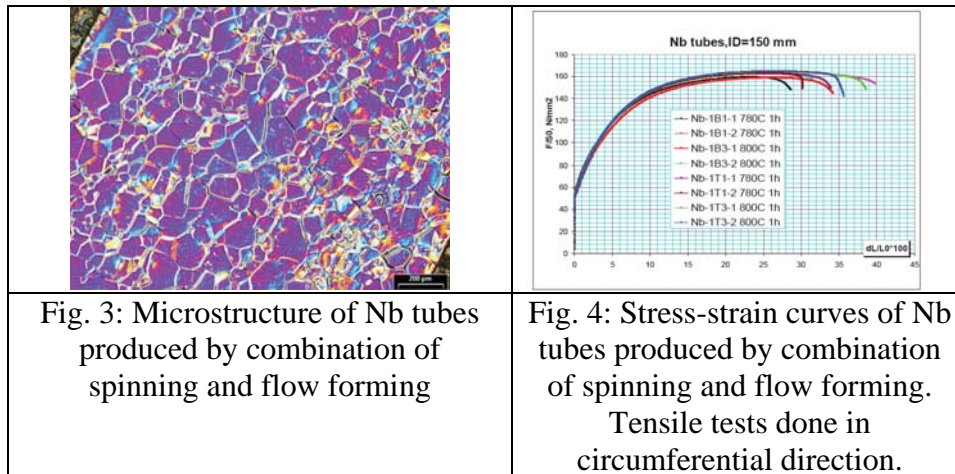 200 µm
Nb tubes,ID=150 mm
F/50, N/mm2
180
160
140
120
100
80
60
40
20
0
Nb-1B1-1 780C 1h
Nb-1B1-2 780C 1h
Nb-1B3-1 800C 1h
Nb-1B3-2 800C 1h
Nb-1T1-1 780C 1h
Nb-1T1-2 780C 1h
Nb-1T3-1 800C 1h
Nb-1T3-2 800C 1h
dL/L0*100
0 5 10 15 20 25 30 35 40 45
Fig. 3: Microstructure of Nb tubes
produced by combination of
spinning and flow forming
Fig. 4: Stress-strain curves of Nb
tubes produced by combination
of spinning and flow forming.
Tensile tests done in
circumferential direction.